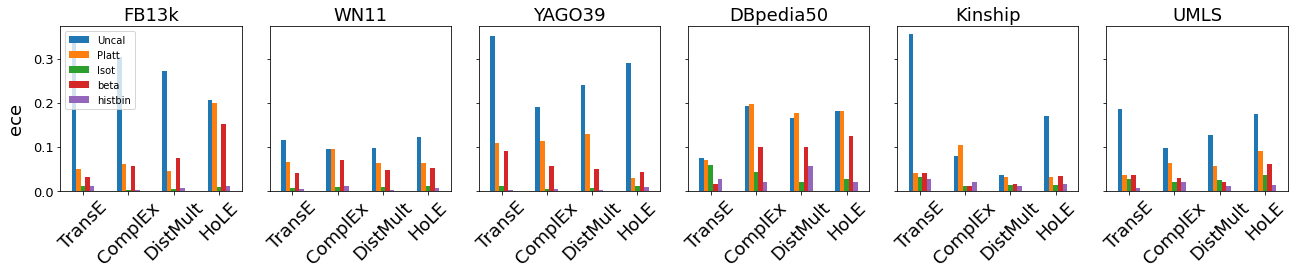 FB13k WN11 YAGO39 DBpedia50 Kinship UMLS
ece
0.3
0.2
0.1
0.0
Uncal
Platt
Isot
beta
histbin
TransE ComplEx DistMult HoLE
TransE ComplEx DistMult HoLE
TransE ComplEx DistMult HoLE
TransE ComplEx DistMult HoLE
TransE ComplEx DistMult HoLE
TransE ComplEx DistMult HoLE